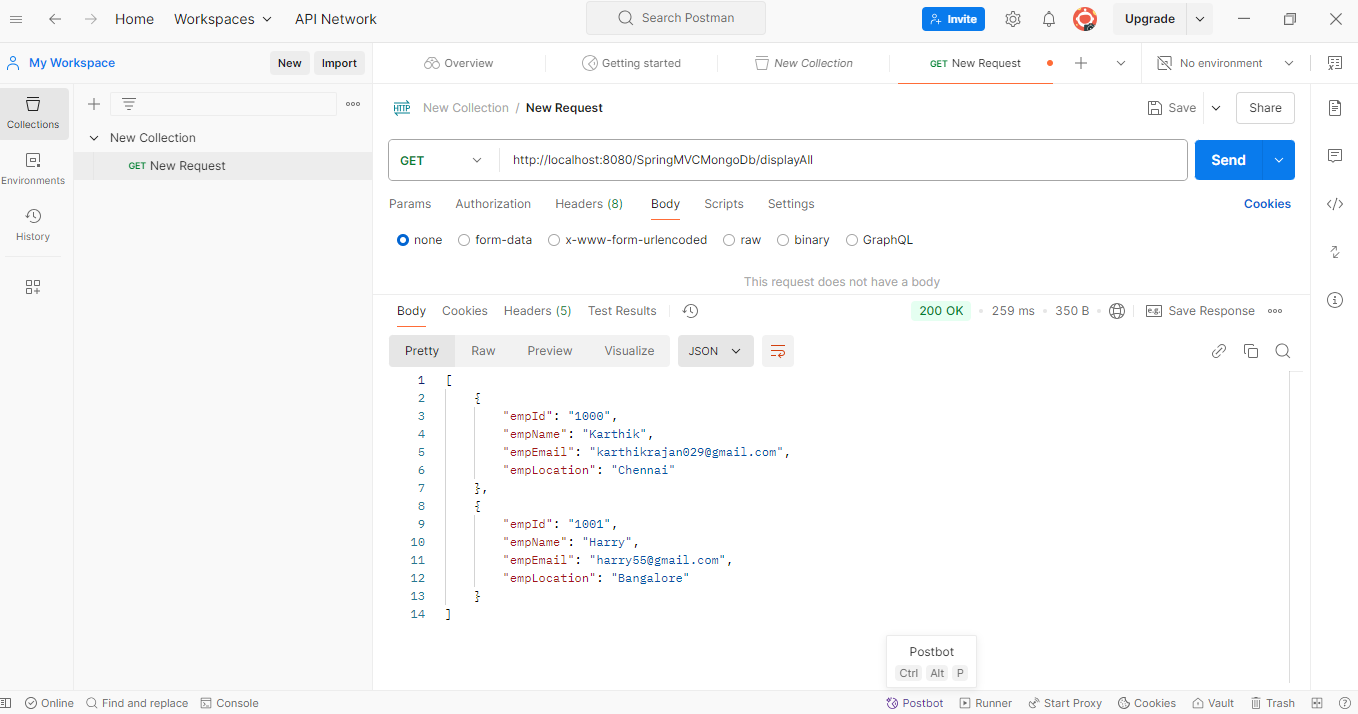 Home Workspaces API Network Search Postman Invite Upgrade
My Workspace New Import Overview Getting started New Collection GET New Request No environment
Collections
Environments
History
New Collection
GET New Request
HTTP New Collection / New Request Save Share
GET http://localhost:8080/SpringMVCMongoDb/displayAll Send
Params Authorization Headers (8) Body Scripts Settings Cookies
none form-data x-www-form-urlencoded raw binary GraphQL
This request does not have a body
Body Cookies Headers (5) Test Results 200 OK 259 ms 350 B e.g. Save Response
Pretty Raw Preview Visualize JSON
1 [
2 {
3 "empId": "1000",
4 "empName": "Karthik",
5 "empEmail": "karthikrajan029@gmail.com",
6 "empLocation": "Chennai"
7 },
8 {
9 "empId": "1001",
10 "empName": "Harry",
11 "empEmail": "harry55@gmail.com",
12 "empLocation": "Bangalore"
13 }
14 ]
Postbot
Ctrl Alt P
Online Find and replace Console Postbot Runner Start Proxy Cookies Vault Trash